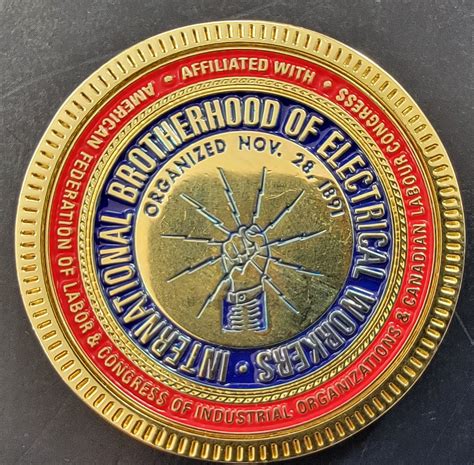 · AFFILIATED WITH ·
AMERICAN FEDERATION OF LABOR & CONGRESS OF INDUSTRIAL ORGANIZATIONS & CANADIAN LABOUR CONGRESS
INTERNATIONAL BROTHERHOOD OF ELECTRICAL WORKERS ·
ORGANIZED NOV. 28, 1891